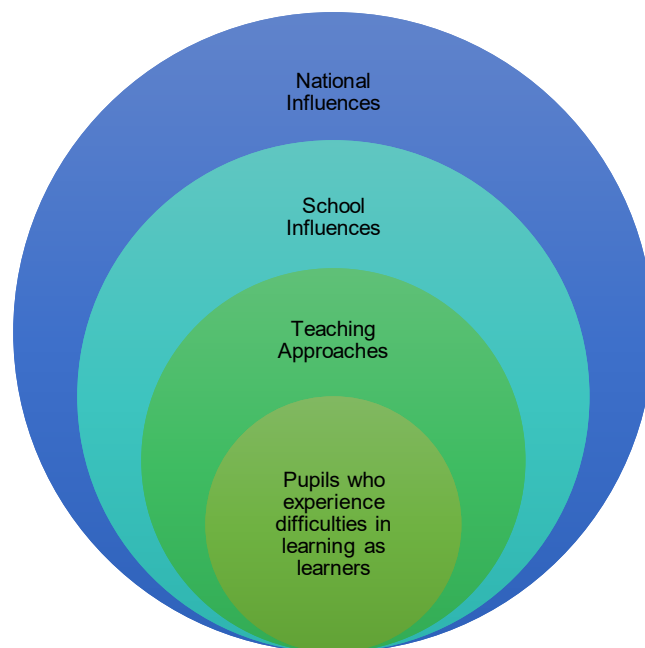 National
Influences
School
Influences
Teaching
Approaches
Pupils who
experience
difficulties in
learning as
learners